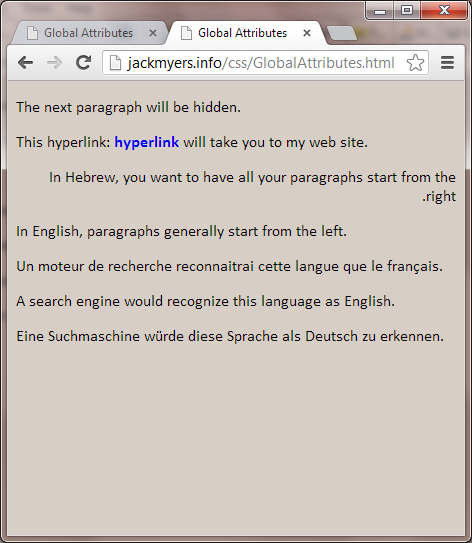 Global Attributes
Global Attributes
jackmyers.info/css/GlobalAttributes.html
The next paragraph will be hidden.
This hyperlink: hyperlink will take you to my web site.
In Hebrew, you want to have all your paragraphs start from the
.right
In English, paragraphs generally start from the left.
Un moteur de recherche reconnaitrai cette langue que le français.
A search engine would recognize this language as English.
Eine Suchmaschine würde diese Sprache als Deutsch zu erkennen.